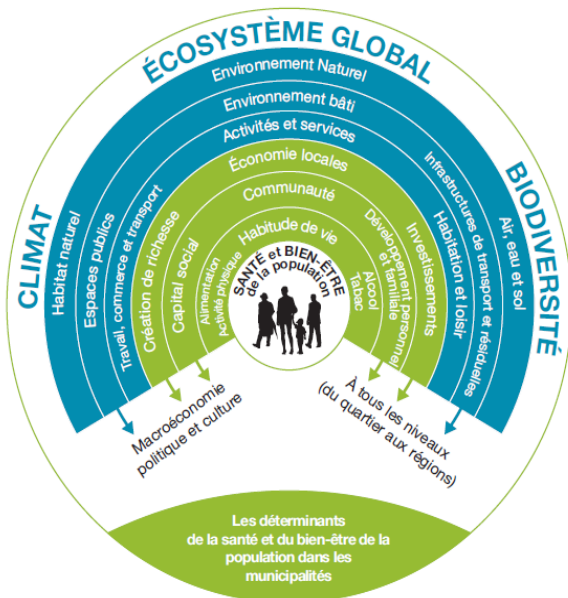 ÉCOSYSTÈME GLOBAL
CLIMAT
BIODIVERSITÉ
Environnement Naturel
Habitat naturel
Air, eau et sol
Environnement bâti
Espaces publics
Infrastructures de transport et résiduelles
Activités et services
Travail, commerce et transport
Habitation et loisir
Économie locales
Création de richesse
Investissements
Communauté
Capital social
Développement personnel
et familiale
Habitude de vie
Alimentation
Activité physique
Alcool
Tabac
SANTÉ et BIEN-ÊTRE
de la population
Macroéconomie
politique et culture
À tous les niveaux
(du quartier aux régions)
Les déterminants
de la santé et du bien-être de la
population dans les
municipalités